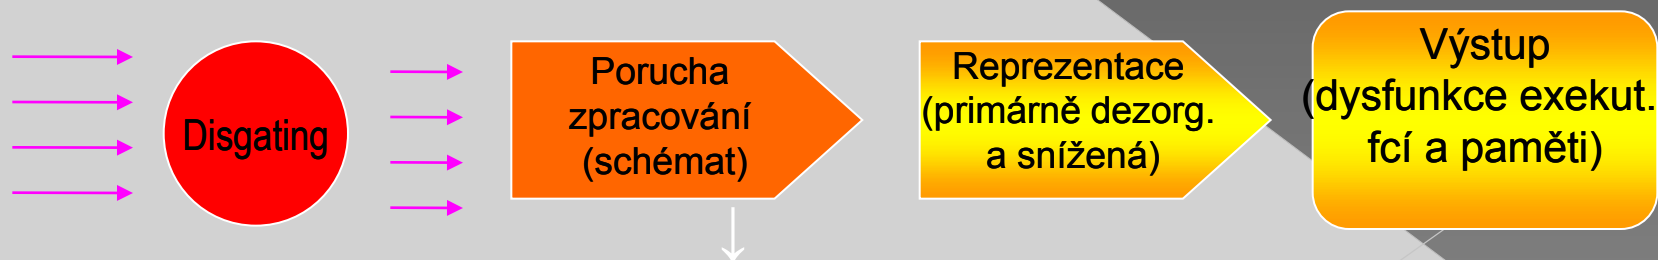 Disgating
Porucha
zpracování
(schémat)
Reprezentace
(primárně dezorg.
a snížená)
Výstup
(dysfunkce exekut.
fcí a paměti)